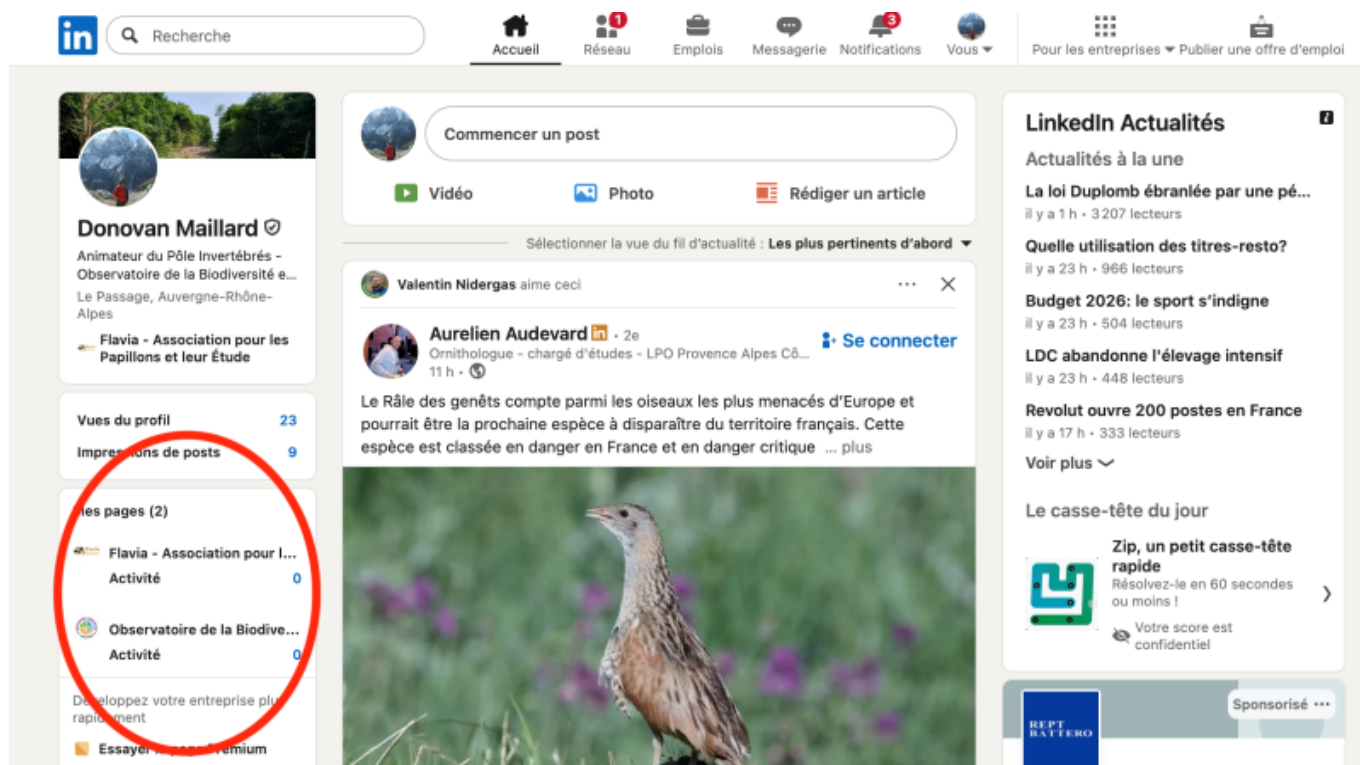 in
Recherche
Accueil
1
Réseau
Emplois
Messagerie
3
Notifications
Vous
Pour les entreprises
Publier une offre d'emploi
Donovan Maillard
Animateur du Pôle Invertébrés -
Observatoire de la Biodiversité e...
Le Passage, Auvergne-Rhône-
Alpes
Flavia - Association pour les
Papillons et leur Étude
Vues du profil 23
Impressions de posts 9
Mes pages (2)
Flavia - Association pour l...
Activité 0
Observatoire de la Biodive...
Activité 0
Développez votre entreprise plus
rapidement
Essayer la page Premium
Commencer un post
Vidéo
Photo
Rédiger un article
Sélectionner la vue du fil d'actualité : Les plus pertinents d'abord
Valentin Nidergas aime ceci
Aurelien Audevard in • 2e
Ornithologue - chargé d'études - LPO Provence Alpes Cô...
11 h •
Se connecter
Le Râle des genêts compte parmi les oiseaux les plus menacés d'Europe et
pourrait être la prochaine espèce à disparaître du territoire français. Cette
espèce est classée en danger en France et en danger critique ... plus
LinkedIn Actualités
Actualités à la une
La loi Duplomb ébranlée par une pé...
il y a 1 h • 3 207 lecteurs
Quelle utilisation des titres-resto?
il y a 23 h • 966 lecteurs
Budget 2026: le sport s'indigne
il y a 23 h • 504 lecteurs
LDC abandonne l'élevage intensif
il y a 23 h • 448 lecteurs
Revolut ouvre 200 postes en France
il y a 17 h • 333 lecteurs
Voir plus
Le casse-tête du jour
Zip, un petit casse-tête
rapide
Résolvez-le en 60 secondes
ou moins !
Votre score est
confidentiel
Sponsorisé ...
REPT
BATTERO